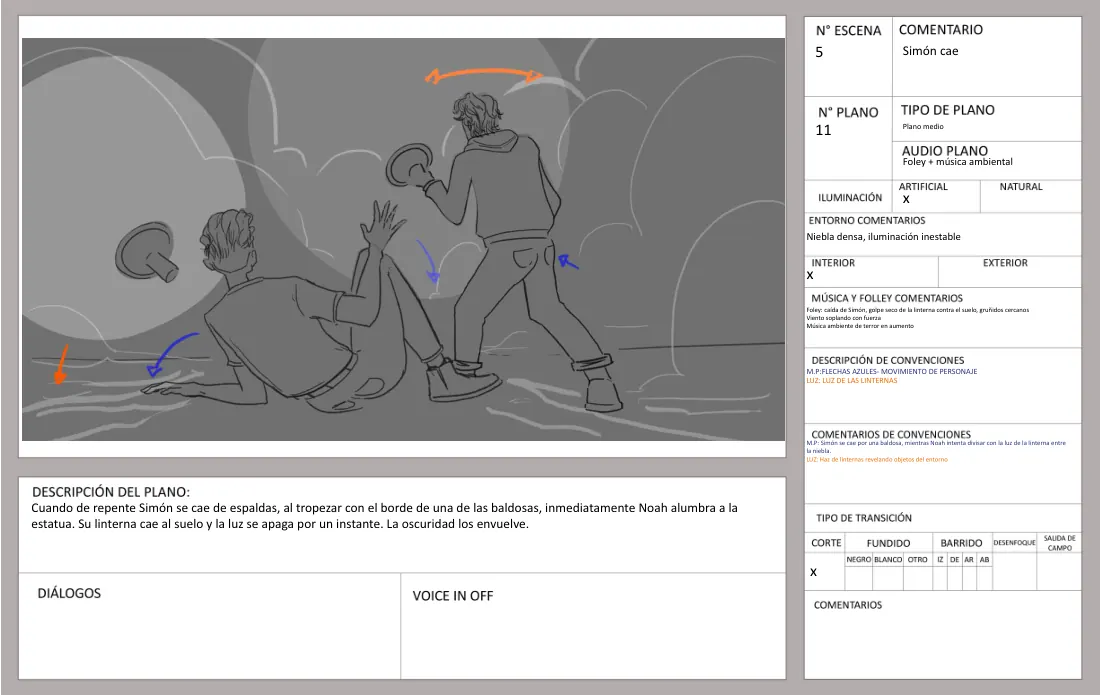 N° ESCENA
5
COMENTARIO
Simón cae
N° PLANO
11
TIPO DE PLANO
Plano medio
AUDIO PLANO
Foley + música ambiental
ILUMINACIÓN
ARTIFICIAL
X
NATURAL
ENTORNO COMENTARIOS
Niebla densa, iluminación inestable
INTERIOR
X
EXTERIOR
MÚSICA Y FOLLEY COMENTARIOS
Foley: caída de Simón, golpe seco de la linterna contra el suelo, gruñidos cercanos
Viento soplando con fuerza
Música ambiente de terror en aumento
DESCRIPCIÓN DE CONVENCIONES
M.P:FLECHAS AZULES- MOVIMIENTO DE PERSONAJE
LUZ: LUZ DE LAS LINTERNAS
COMENTARIOS DE CONVENCIONES
M.P: Simón se cae por una baldosa, mientras Noah intenta divisar con la luz de la linterna entre
la niebla.
LUZ: Haz de linternas revelando objetos del entorno
TIPO DE TRANSICIÓN
CORTE
X
FUNDIDO
NEGRO BLANCO OTRO
BARRIDO
IZ DE AR AB
DESENFOQUE
SALIDA DE
CAMPO
COMENTARIOS
DESCRIPCIÓN DEL PLANO:
Cuando de repente Simón se cae de espaldas, al tropezar con el borde de una de las baldosas, inmediatamente Noah alumbra a la
estatua. Su linterna cae al suelo y la luz se apaga por un instante. La oscuridad los envuelve.
DIÁLOGOS
VOICE IN OFF